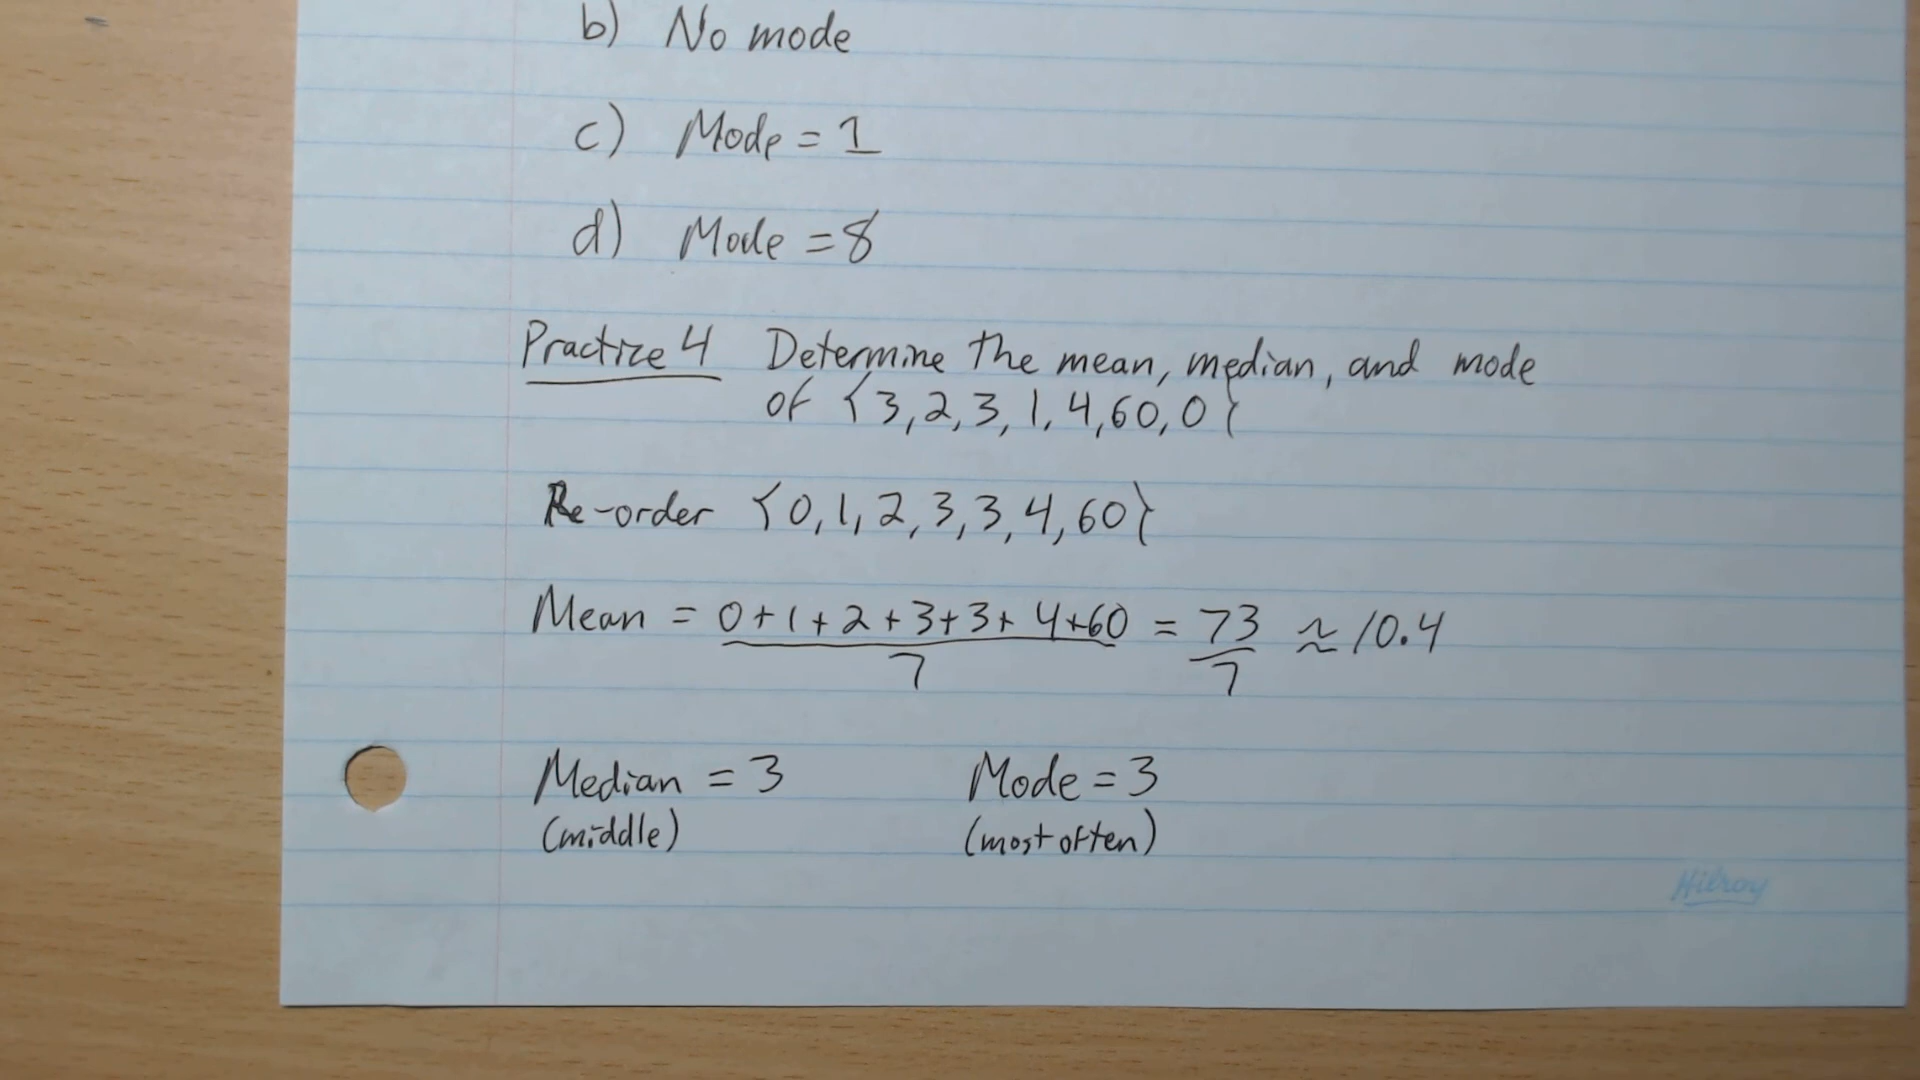 b) No mode
c) Mode = 1
d) Mode = 8
Practice 4 Determine the mean, median, and mode
of {3, 2, 3, 1, 4, 60, 0}
Re-order {0, 1, 2, 3, 3, 4, 60}
Mean = 0 + 1 + 2 + 3 + 3 + 4 + 60 = 73 ≈ 10.4
7 7
Median = 3 Mode = 3
(middle) (most often)
Hilroy